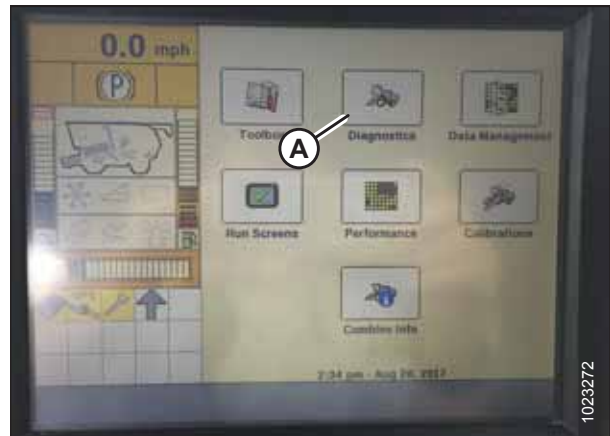 0.0 mph
(P)
Toolbox
Diagnostics
Data Management
A
Run Screens
Performance
Calibrations
Combine Info
2:34 pm - Aug 24, 2017
1023272